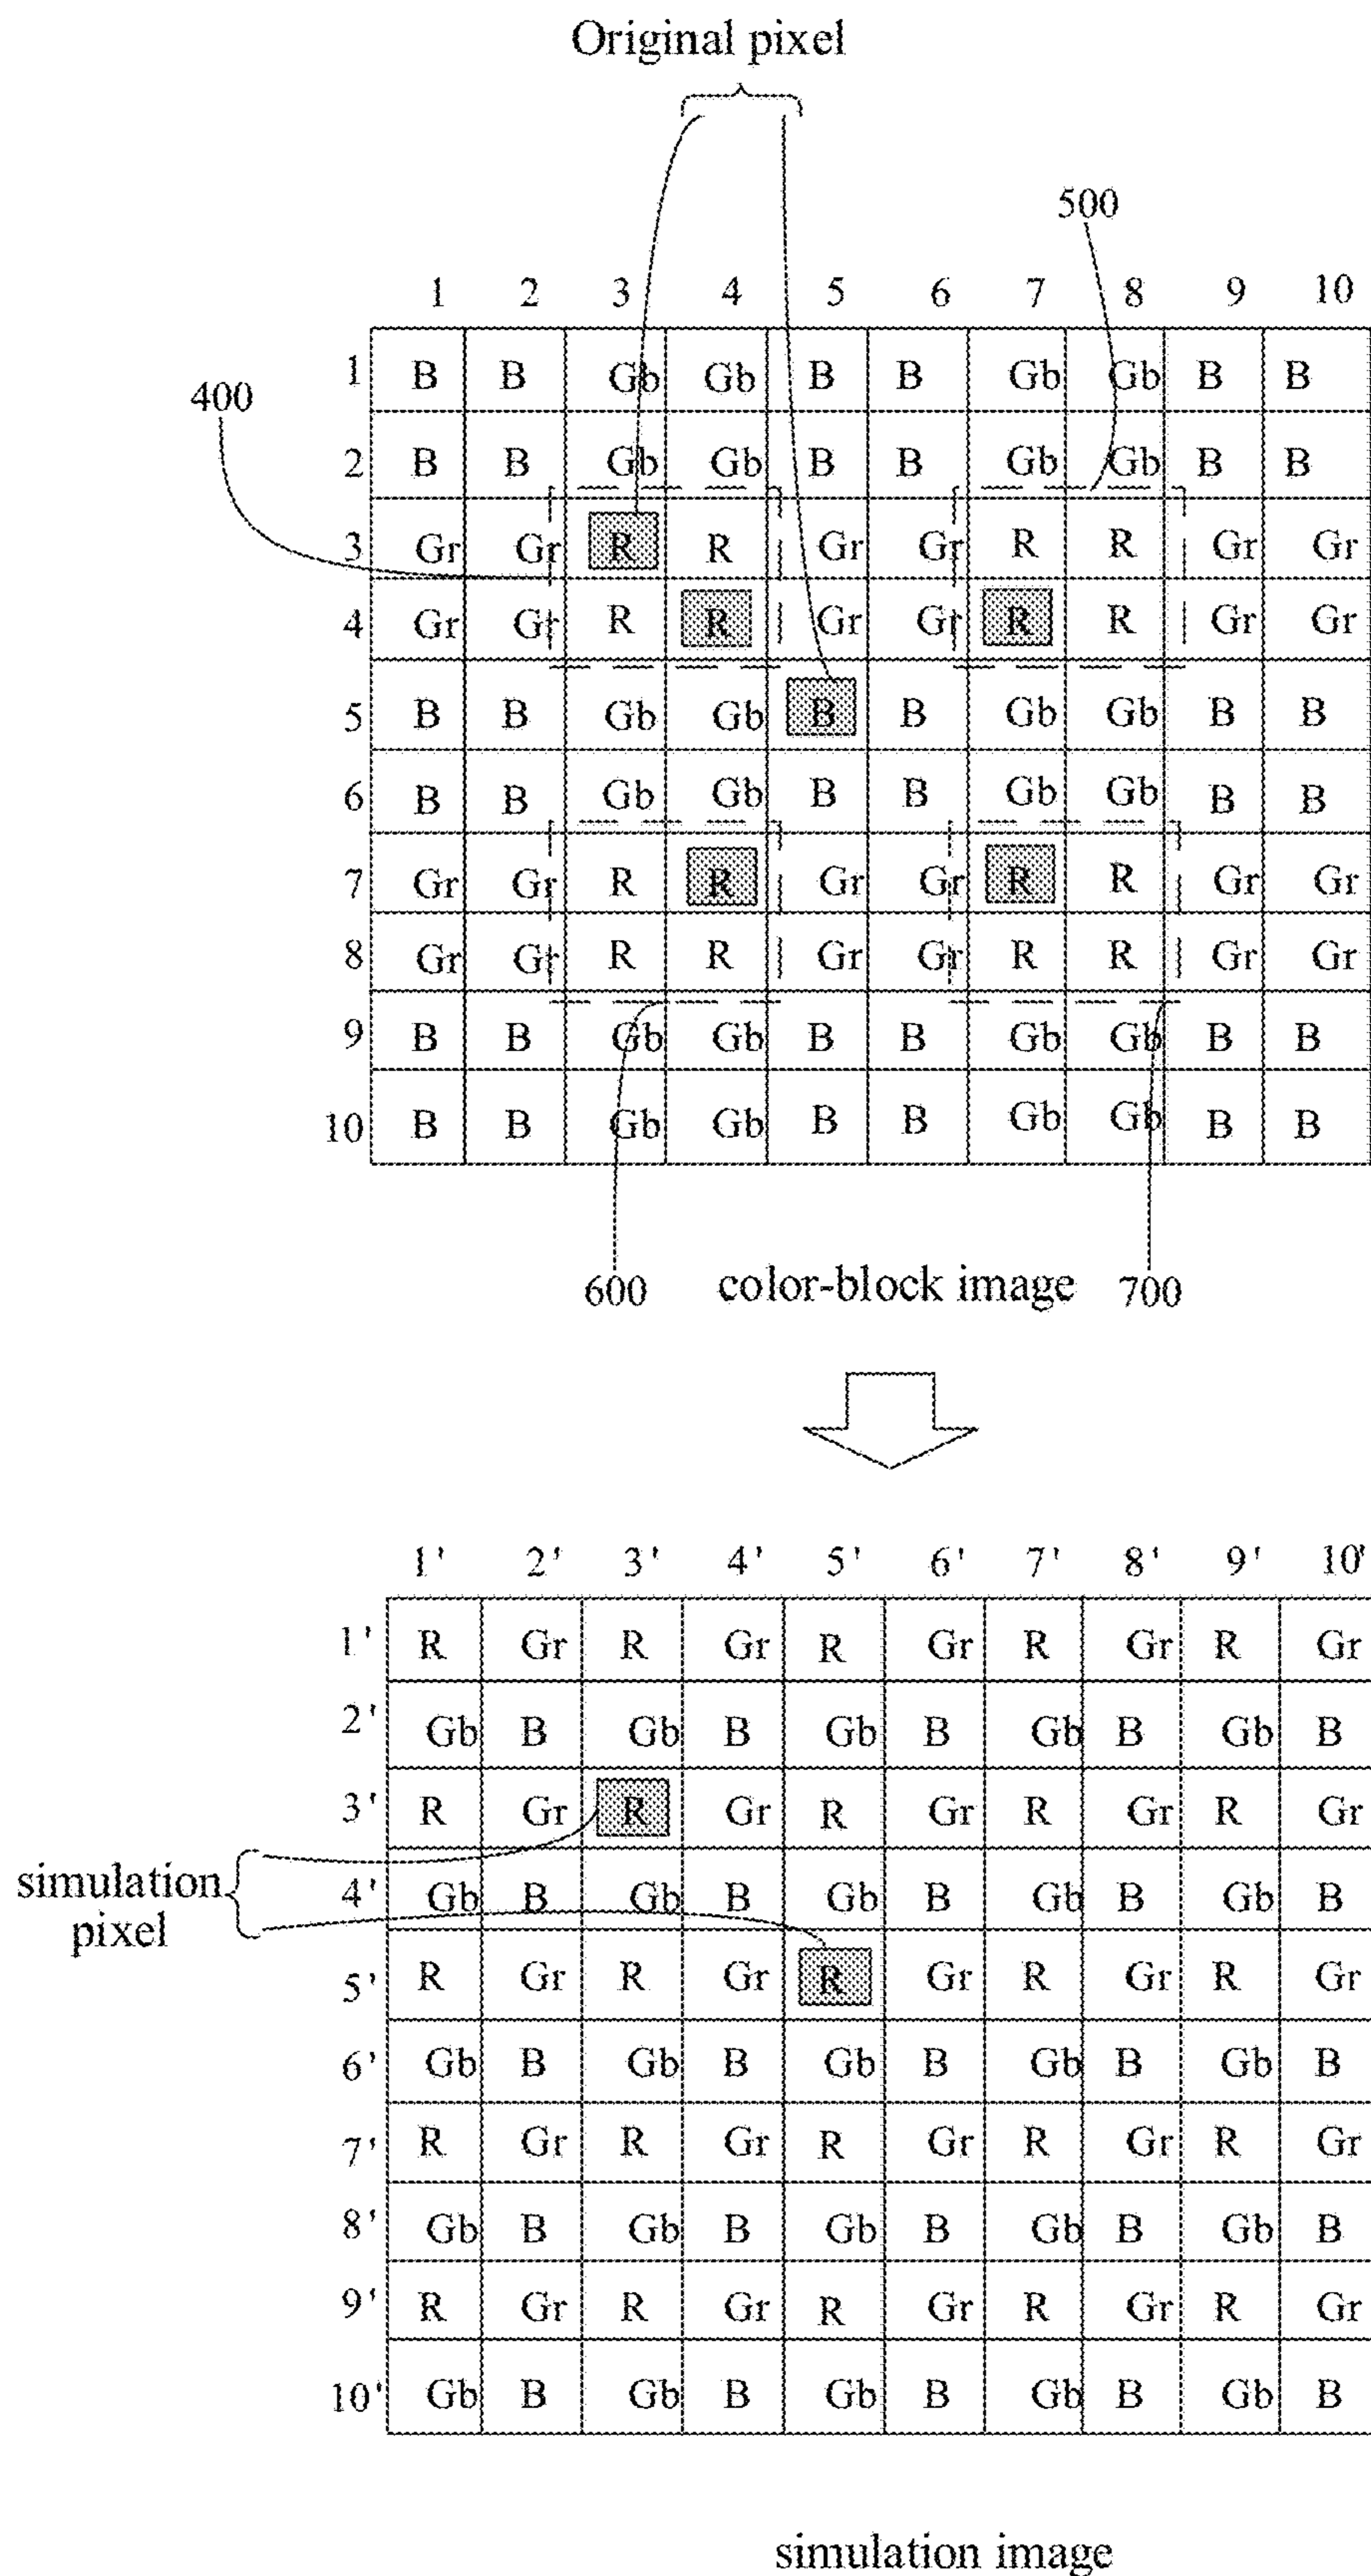 Original pixel
500
1 2 3 4 5 6 7 8 9 10
400
1 B B Gb Gb B B Gb Gb B B
2 B B Gb Gb B B Gb Gb B B
3 Gr Gr R R Gr Gr R R Gr Gr
4 Gr Gr R R Gr Gr R R Gr Gr
5 B B Gb Gb B B Gb Gb B B
6 B B Gb Gb B B Gb Gb B B
7 Gr Gr R R Gr Gr R R Gr Gr
8 Gr Gr R R Gr Gr R R Gr Gr
9 B B Gb Gb B B Gb Gb B B
10 B B Gb Gb B B Gb Gb B B
600 color-block image 700
1' 2' 3' 4' 5' 6' 7' 8' 9' 10'
1' R Gr R Gr R Gr R Gr R Gr
2' Gb B Gb B Gb B Gb B Gb B
3' R Gr R Gr R Gr R Gr R Gr
simulation
pixel
4' Gb B Gb B Gb B Gb B Gb B
5' R Gr R Gr R Gr R Gr R Gr
6' Gb B Gb B Gb B Gb B Gb B
7' R Gr R Gr R Gr R Gr R Gr
8' Gb B Gb B Gb B Gb B Gb B
9' R Gr R Gr R Gr R Gr R Gr
10' Gb B Gb B Gb B Gb B Gb B
simulation image